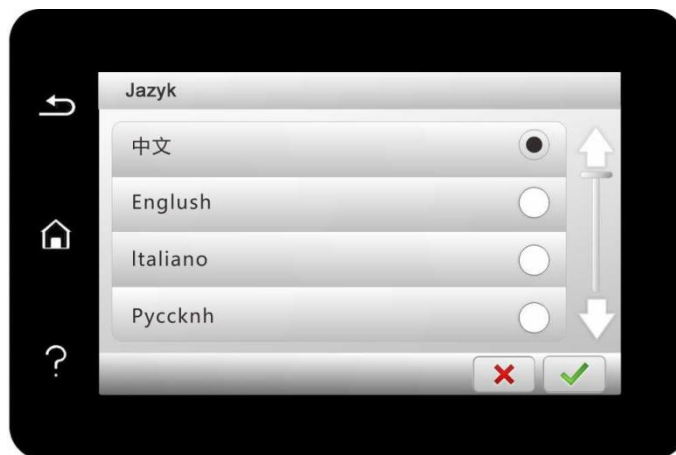 Jazyk
中文
Englush
Italiano
Pyccknh
?